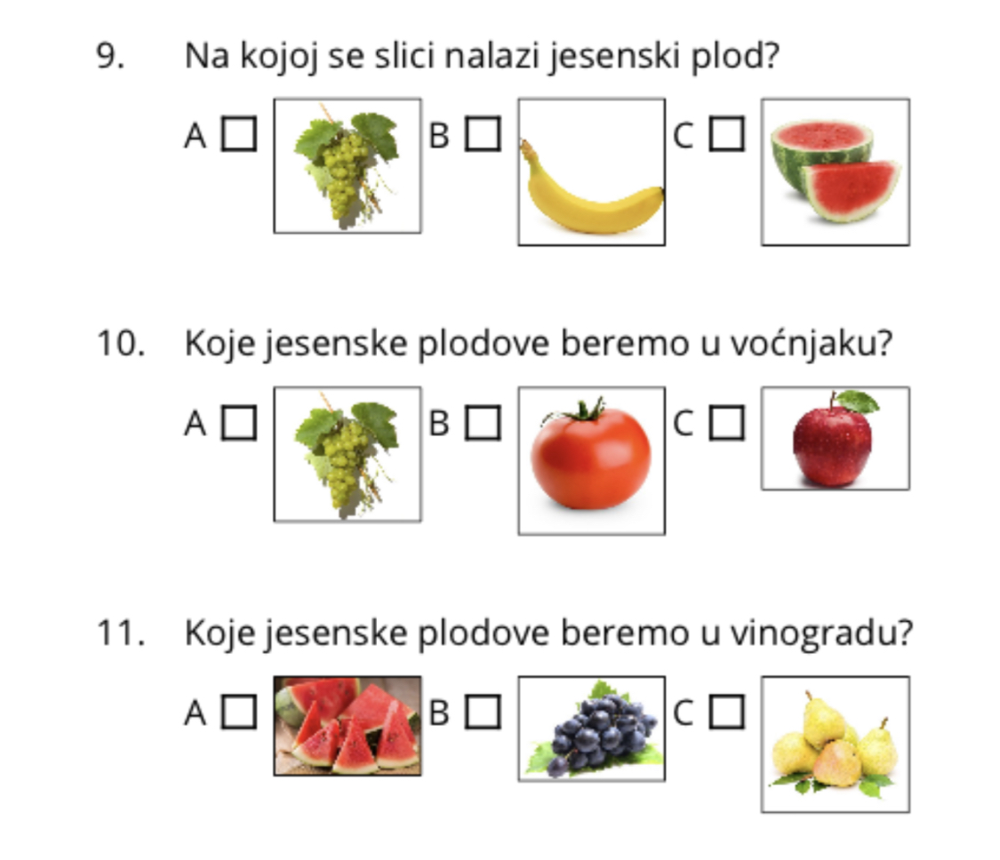 9. Na kojoj se slici nalazi jesenski plod?
A B C
10. Koje jesenske plodove beremo u voćnjaku?
A B C
11. Koje jesenske plodove beremo u vinogradu?
A B C